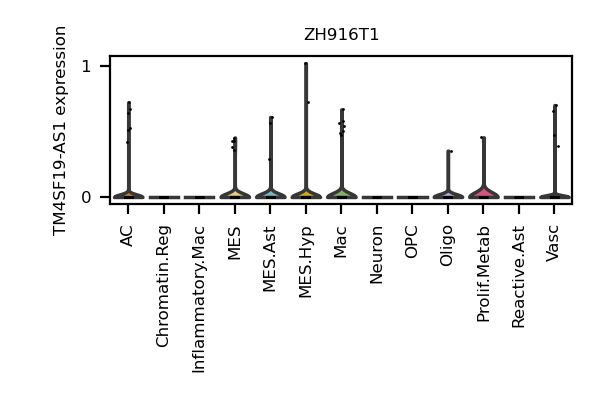 ZH916T1
TM4SF19-AS1 expression
1
0
AC
Chromatin.Reg
Inflammatory.Mac
MES
MES.Ast
MES.Hyp
Mac
Neuron
OPC
Oligo
Prolif.Metab
Reactive.Ast
Vasc